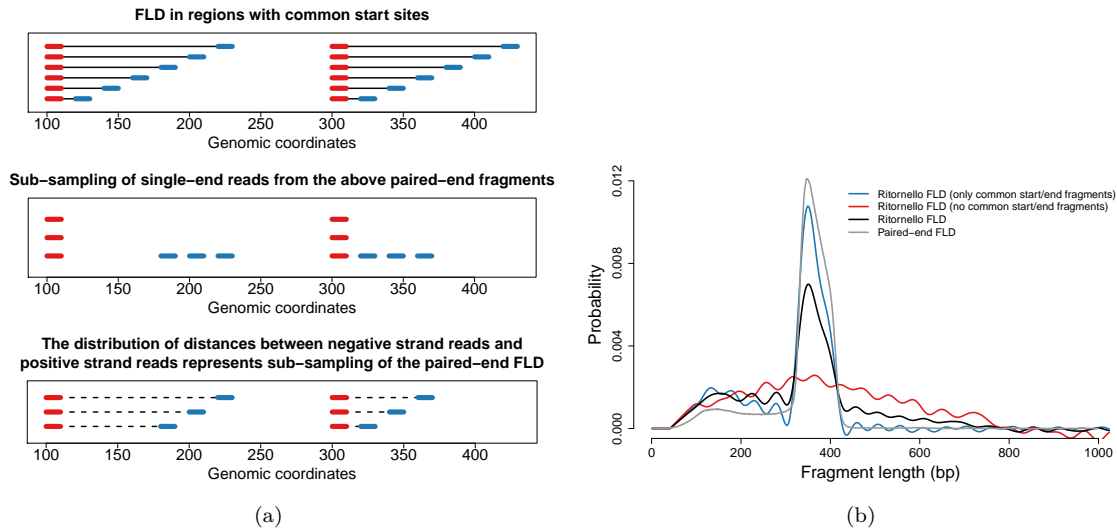 FLD in regions with common start sites
100 150 200 250 300 350 400
Genomic coordinates
Sub−sampling of single−end reads from the above paired−end fragments
100 150 200 250 300 350 400
Genomic coordinates
The distribution of distances between negative strand reads and
positive strand reads represents sub−sampling of the paired−end FLD
100 150 200 250 300 350 400
Genomic coordinates
(a)
Probability
0.012
0.008
0.004
0.000
Ritornello FLD (only common start/end fragments)
Ritornello FLD (no common start/end fragments)
Ritornello FLD
Paired−end FLD
0 200 400 600 800 1000
Fragment length (bp)
(b)